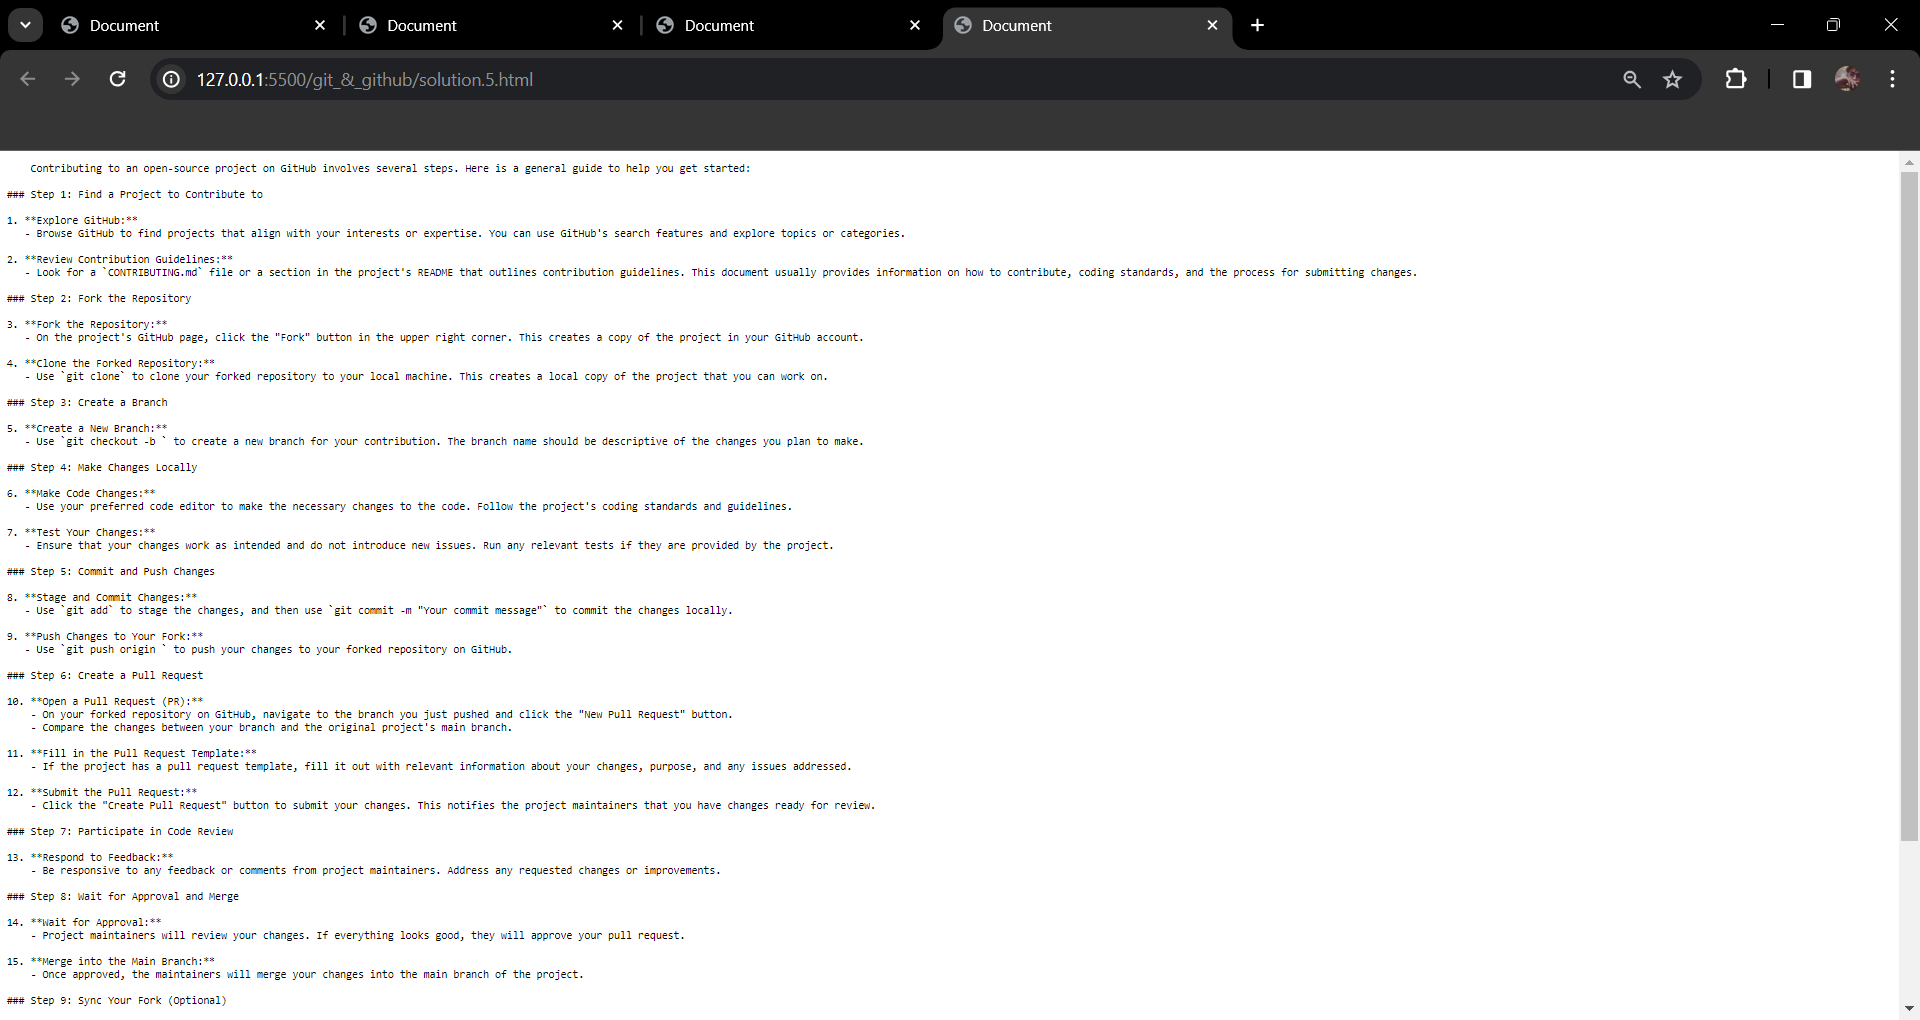 Document
Document
Document
Document
127.0.0.1:5500/git_&_github/solution.5.html
Contributing to an open-source project on GitHub involves several steps. Here is a general guide to help you get started:
### Step 1: Find a Project to Contribute to
1. **Explore GitHub:**
- Browse GitHub to find projects that align with your interests or expertise. You can use GitHub's search features and explore topics or categories.
2. **Review Contribution Guidelines:**
- Look for a `CONTRIBUTING.md` file or a section in the project's README that outlines contribution guidelines. This document usually provides information on how to contribute, coding standards, and the process for submitting changes.
### Step 2: Fork the Repository
3. **Fork the Repository:**
- On the project's GitHub page, click the "Fork" button in the upper right corner. This creates a copy of the project in your GitHub account.
4. **Clone the Forked Repository:**
- Use `git clone` to clone your forked repository to your local machine. This creates a local copy of the project that you can work on.
### Step 3: Create a Branch
5. **Create a New Branch:**
- Use `git checkout -b ` to create a new branch for your contribution. The branch name should be descriptive of the changes you plan to make.
### Step 4: Make Changes Locally
6. **Make Code Changes:**
- Use your preferred code editor to make the necessary changes to the code. Follow the project's coding standards and guidelines.
7. **Test Your Changes:**
- Ensure that your changes work as intended and do not introduce new issues. Run any relevant tests if they are provided by the project.
### Step 5: Commit and Push Changes
8. **Stage and Commit Changes:**
- Use `git add` to stage the changes, and then use `git commit -m "Your commit message"` to commit the changes locally.
9. **Push Changes to Your Fork:**
- Use `git push origin ` to push your changes to your forked repository on GitHub.
### Step 6: Create a Pull Request
10. **Open a Pull Request (PR):**
- On your forked repository on GitHub, navigate to the branch you just pushed and click the "New Pull Request" button.
- Compare the changes between your branch and the original project's main branch.
11. **Fill in the Pull Request Template:**
- If the project has a pull request template, fill it out with relevant information about your changes, purpose, and any issues addressed.
12. **Submit the Pull Request:**
- Click the "Create Pull Request" button to submit your changes. This notifies the project maintainers that you have changes ready for review.
### Step 7: Participate in Code Review
13. **Respond to Feedback:**
- Be responsive to any feedback or comments from project maintainers. Address any requested changes or improvements.
### Step 8: Wait for Approval and Merge
14. **Wait for Approval:**
- Project maintainers will review your changes. If everything looks good, they will approve your pull request.
15. **Merge into the Main Branch:**
- Once approved, the maintainers will merge your changes into the main branch of the project.
### Step 9: Sync Your Fork (Optional)